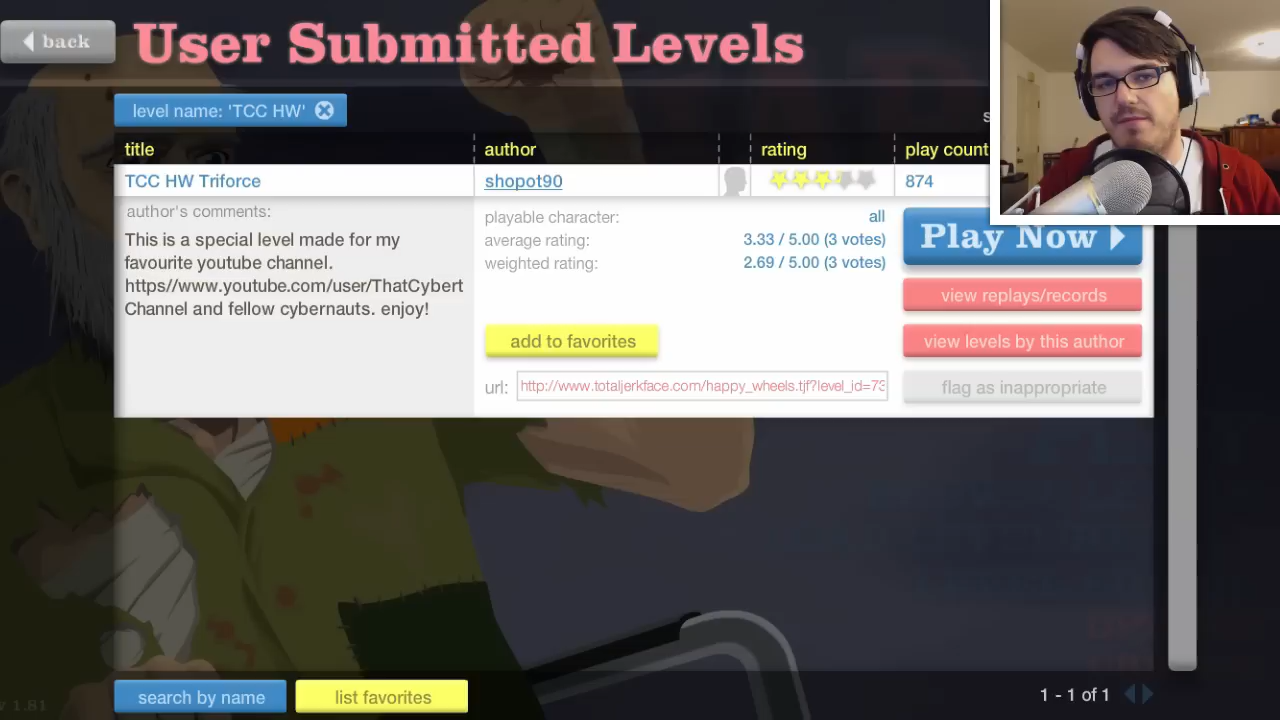 back
User Submitted Levels
level name: 'TCC HW'
title author rating play count
TCC HW Triforce shopot90 874
author's comments:
This is a special level made for my
favourite youtube channel.
https//www.youtube.com/user/ThatCybert
Channel and fellow cybernauts. enjoy!
playable character: all
average rating: 3.33 / 5.00 (3 votes)
weighted rating: 2.69 / 5.00 (3 votes)
add to favorites
url: http://www.totaljerkface.com/happy_wheels.tjf?level_id=73
Play Now
view replays/records
view levels by this author
flag as inappropriate
search by name
list favorites
1 - 1 of 1
1.81